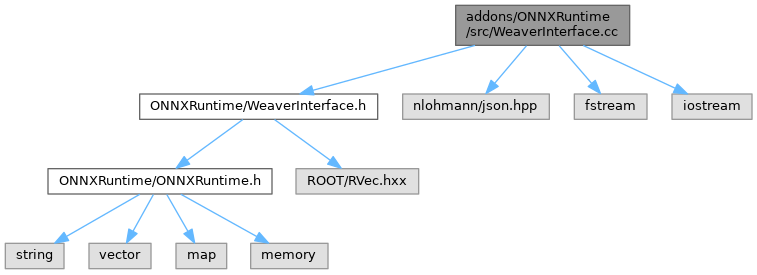 addons/ONNXRuntime
/src/WeaverInterface.cc
ONNXRuntime/WeaverInterface.h
nlohmann/json.hpp
fstream
iostream
ONNXRuntime/ONNXRuntime.h
ROOT/RVec.hxx
string
vector
map
memory